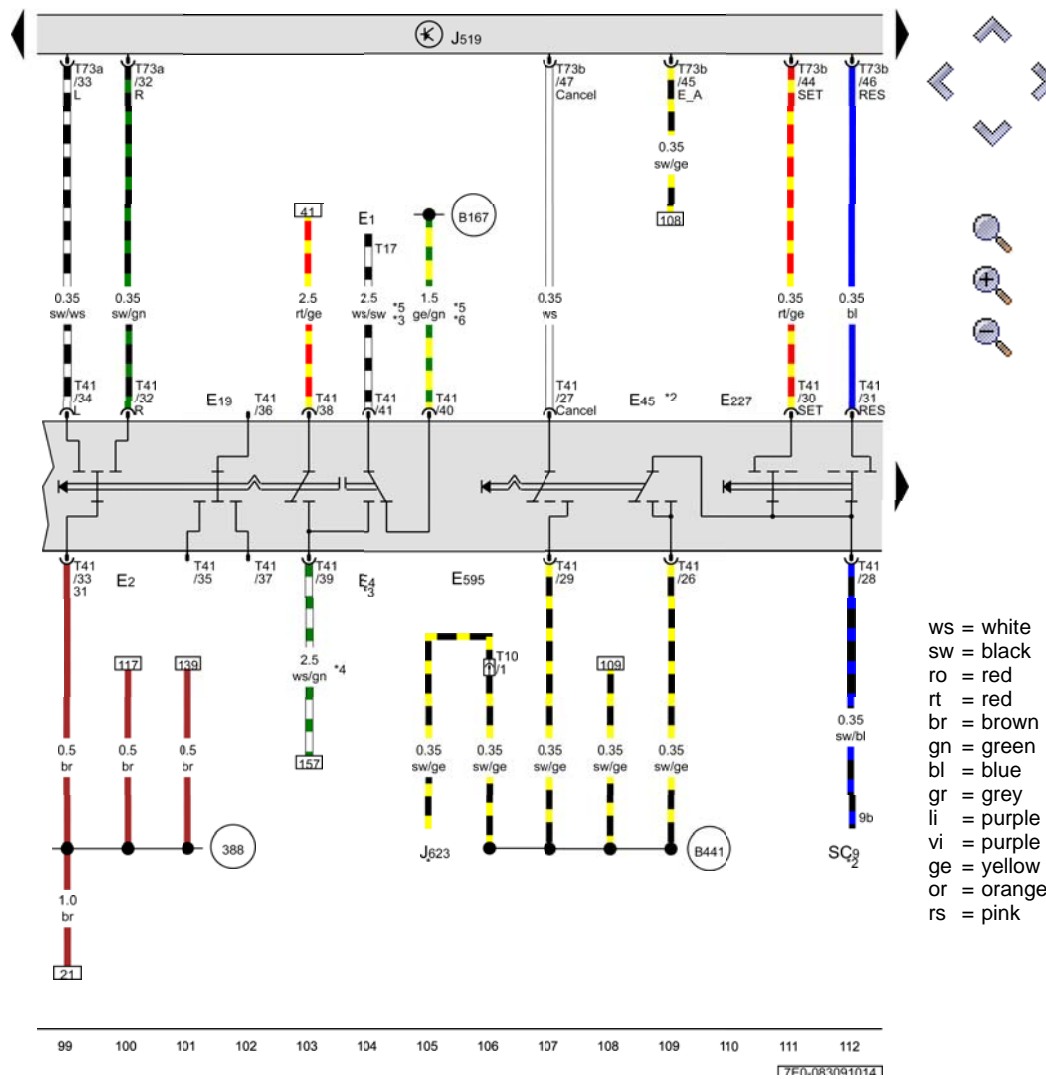 J519
T73a
/33
L
T73a
/32
R
T73b
/47
Cancel
T73b
/45
E_A
T73b
/44
SET
T73b
/46
RES
0.35
sw/ge
108
41
E1
T17
B167
0.35
sw/ws
0.35
sw/gn
2.5
rt/ge
2.5
ws/sw
*5
*3
1.5
ge/gn
*5
*6
0.35
ws
0.35
rt/ge
0.35
bl
T41
/34
L
T41
/32
R
E19
T41
/36
T41
/38
T41
/41
T41
/40
T41
/27
Cancel
E45 *2
E227
T41
/30
SET
T41
/31
RES
T41
/33
31
E2
T41
/35
T41
/37
T41
/39
E4
*3
E595
T41
/29
T41
/26
T41
/28
117
139
2.5
ws/gn
*4
157
T10
/1
109
0.5
br
0.5
br
0.5
br
0.35
sw/ge
0.35
sw/ge
0.35
sw/ge
0.35
sw/ge
0.35
sw/ge
0.35
sw/bl
9b
388
J623
B441
SC9
*2
1.0
br
21
ws = white
sw = black
ro = red
rt = red
br = brown
gn = green
bl = blue
gr = grey
li = purple
vi = purple
ge = yellow
or = orange
rs = pink
99 100 101 102 103 104 105 106 107 108 109 110 111 112
7E0-083091014